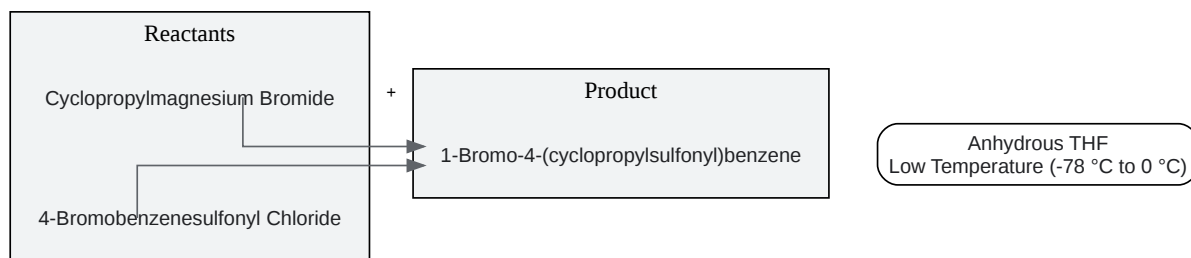 Reactants
Cyclopropylmagnesium Bromide
4-Bromobenzenesulfonyl Chloride
+
Product
1-Bromo-4-(cyclopropylsulfonyl)benzene
Anhydrous THF
Low Temperature (-78 °C to 0 °C)